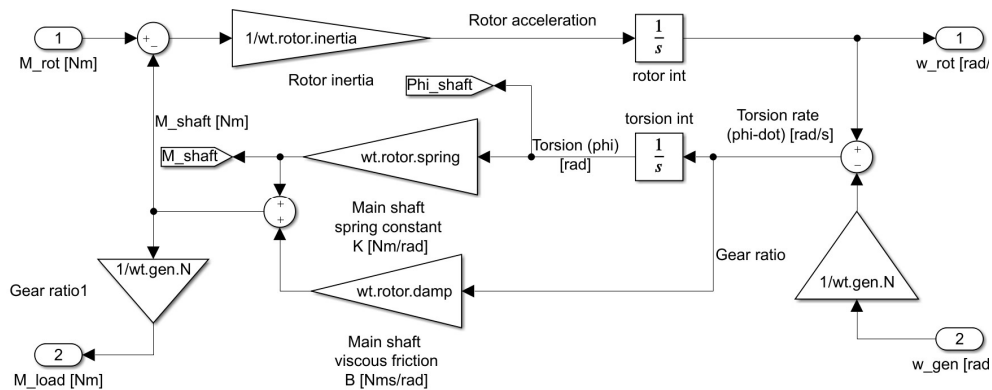 1
M_rot [Nm]
+
−
1/wt.rotor.inertia
Rotor inertia
Rotor acceleration
1
s
rotor int
1
w_rot [rad/
Phi_shaft
M_shaft [Nm]
M_shaft
wt.rotor.spring
Main shaft
spring constant
K [Nm/rad]
Torsion (phi)
[rad]
torsion int
1
s
Torsion rate
(phi-dot) [rad/s]
+
−
+
+
1/wt.gen.N
Gear ratio1
wt.rotor.damp
Main shaft
viscous friction
B [Nms/rad]
Gear ratio
1/wt.gen.N
2
M_load [Nm]
2
w_gen [rad